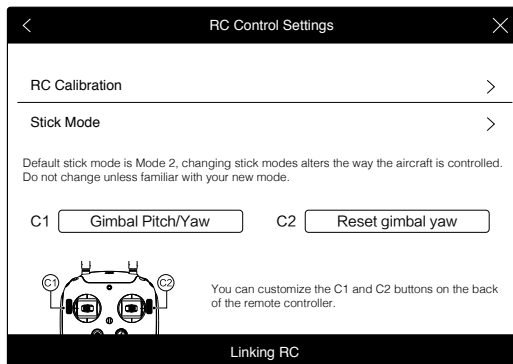 RC Control Settings
RC Calibration
Stick Mode
Default stick mode is Mode 2, changing stick modes alters the way the aircraft is controlled.
Do not change unless familiar with your new mode.
C1 Gimbal Pitch/Yaw C2 Reset gimbal yaw
C1 C2
You can customize the C1 and C2 buttons on the back
of the remote controller.
Linking RC